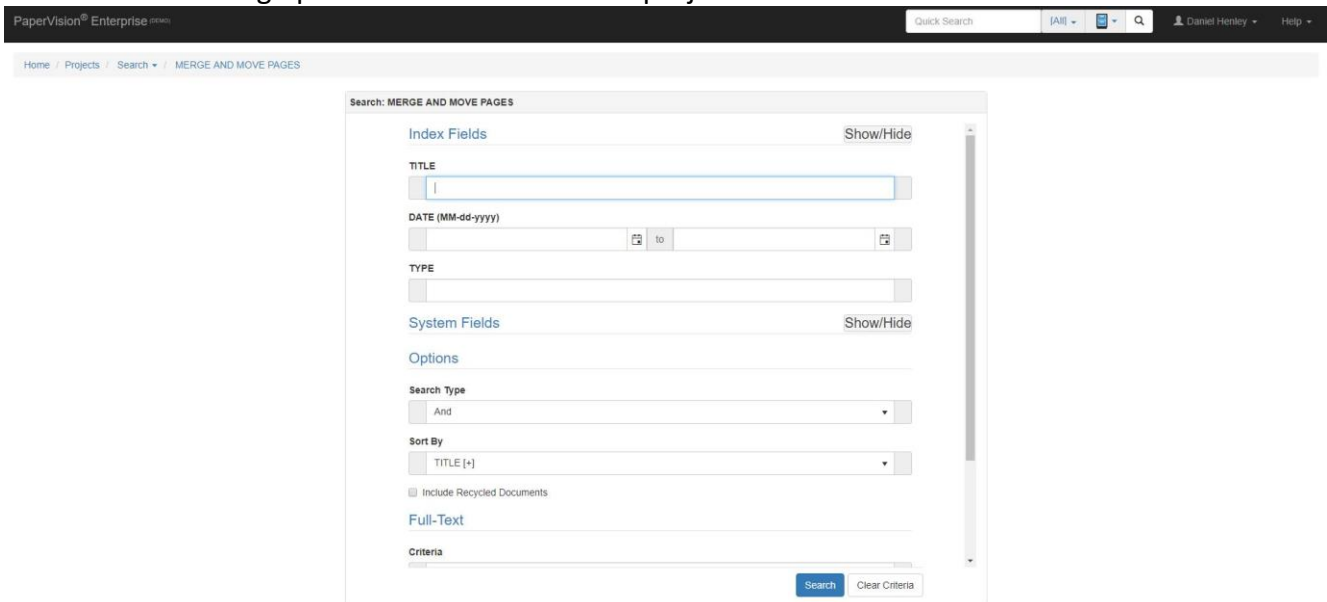 PaperVision® Enterprise (DEMO)
Quick Search
[All]
Daniel Henley
Help
Home / Projects / Search / MERGE AND MOVE PAGES
Search: MERGE AND MOVE PAGES
Index Fields
Show/Hide
TITLE
DATE (MM-dd-yyyy)
to
TYPE
System Fields
Show/Hide
Options
Search Type
And
Sort By
TITLE [+]
Include Recycled Documents
Full-Text
Criteria
Search
Clear Criteria